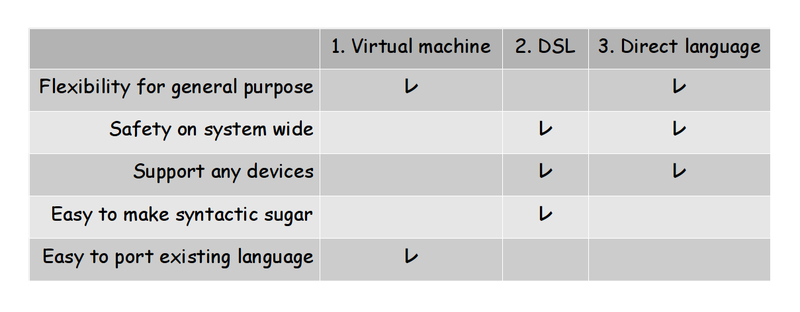 1. Virtual machine 2. DSL 3. Direct language
Flexibility for general purpose レ レ
Safety on system wide レ レ
Support any devices レ レ
Easy to make syntactic sugar レ
Easy to port existing language レ